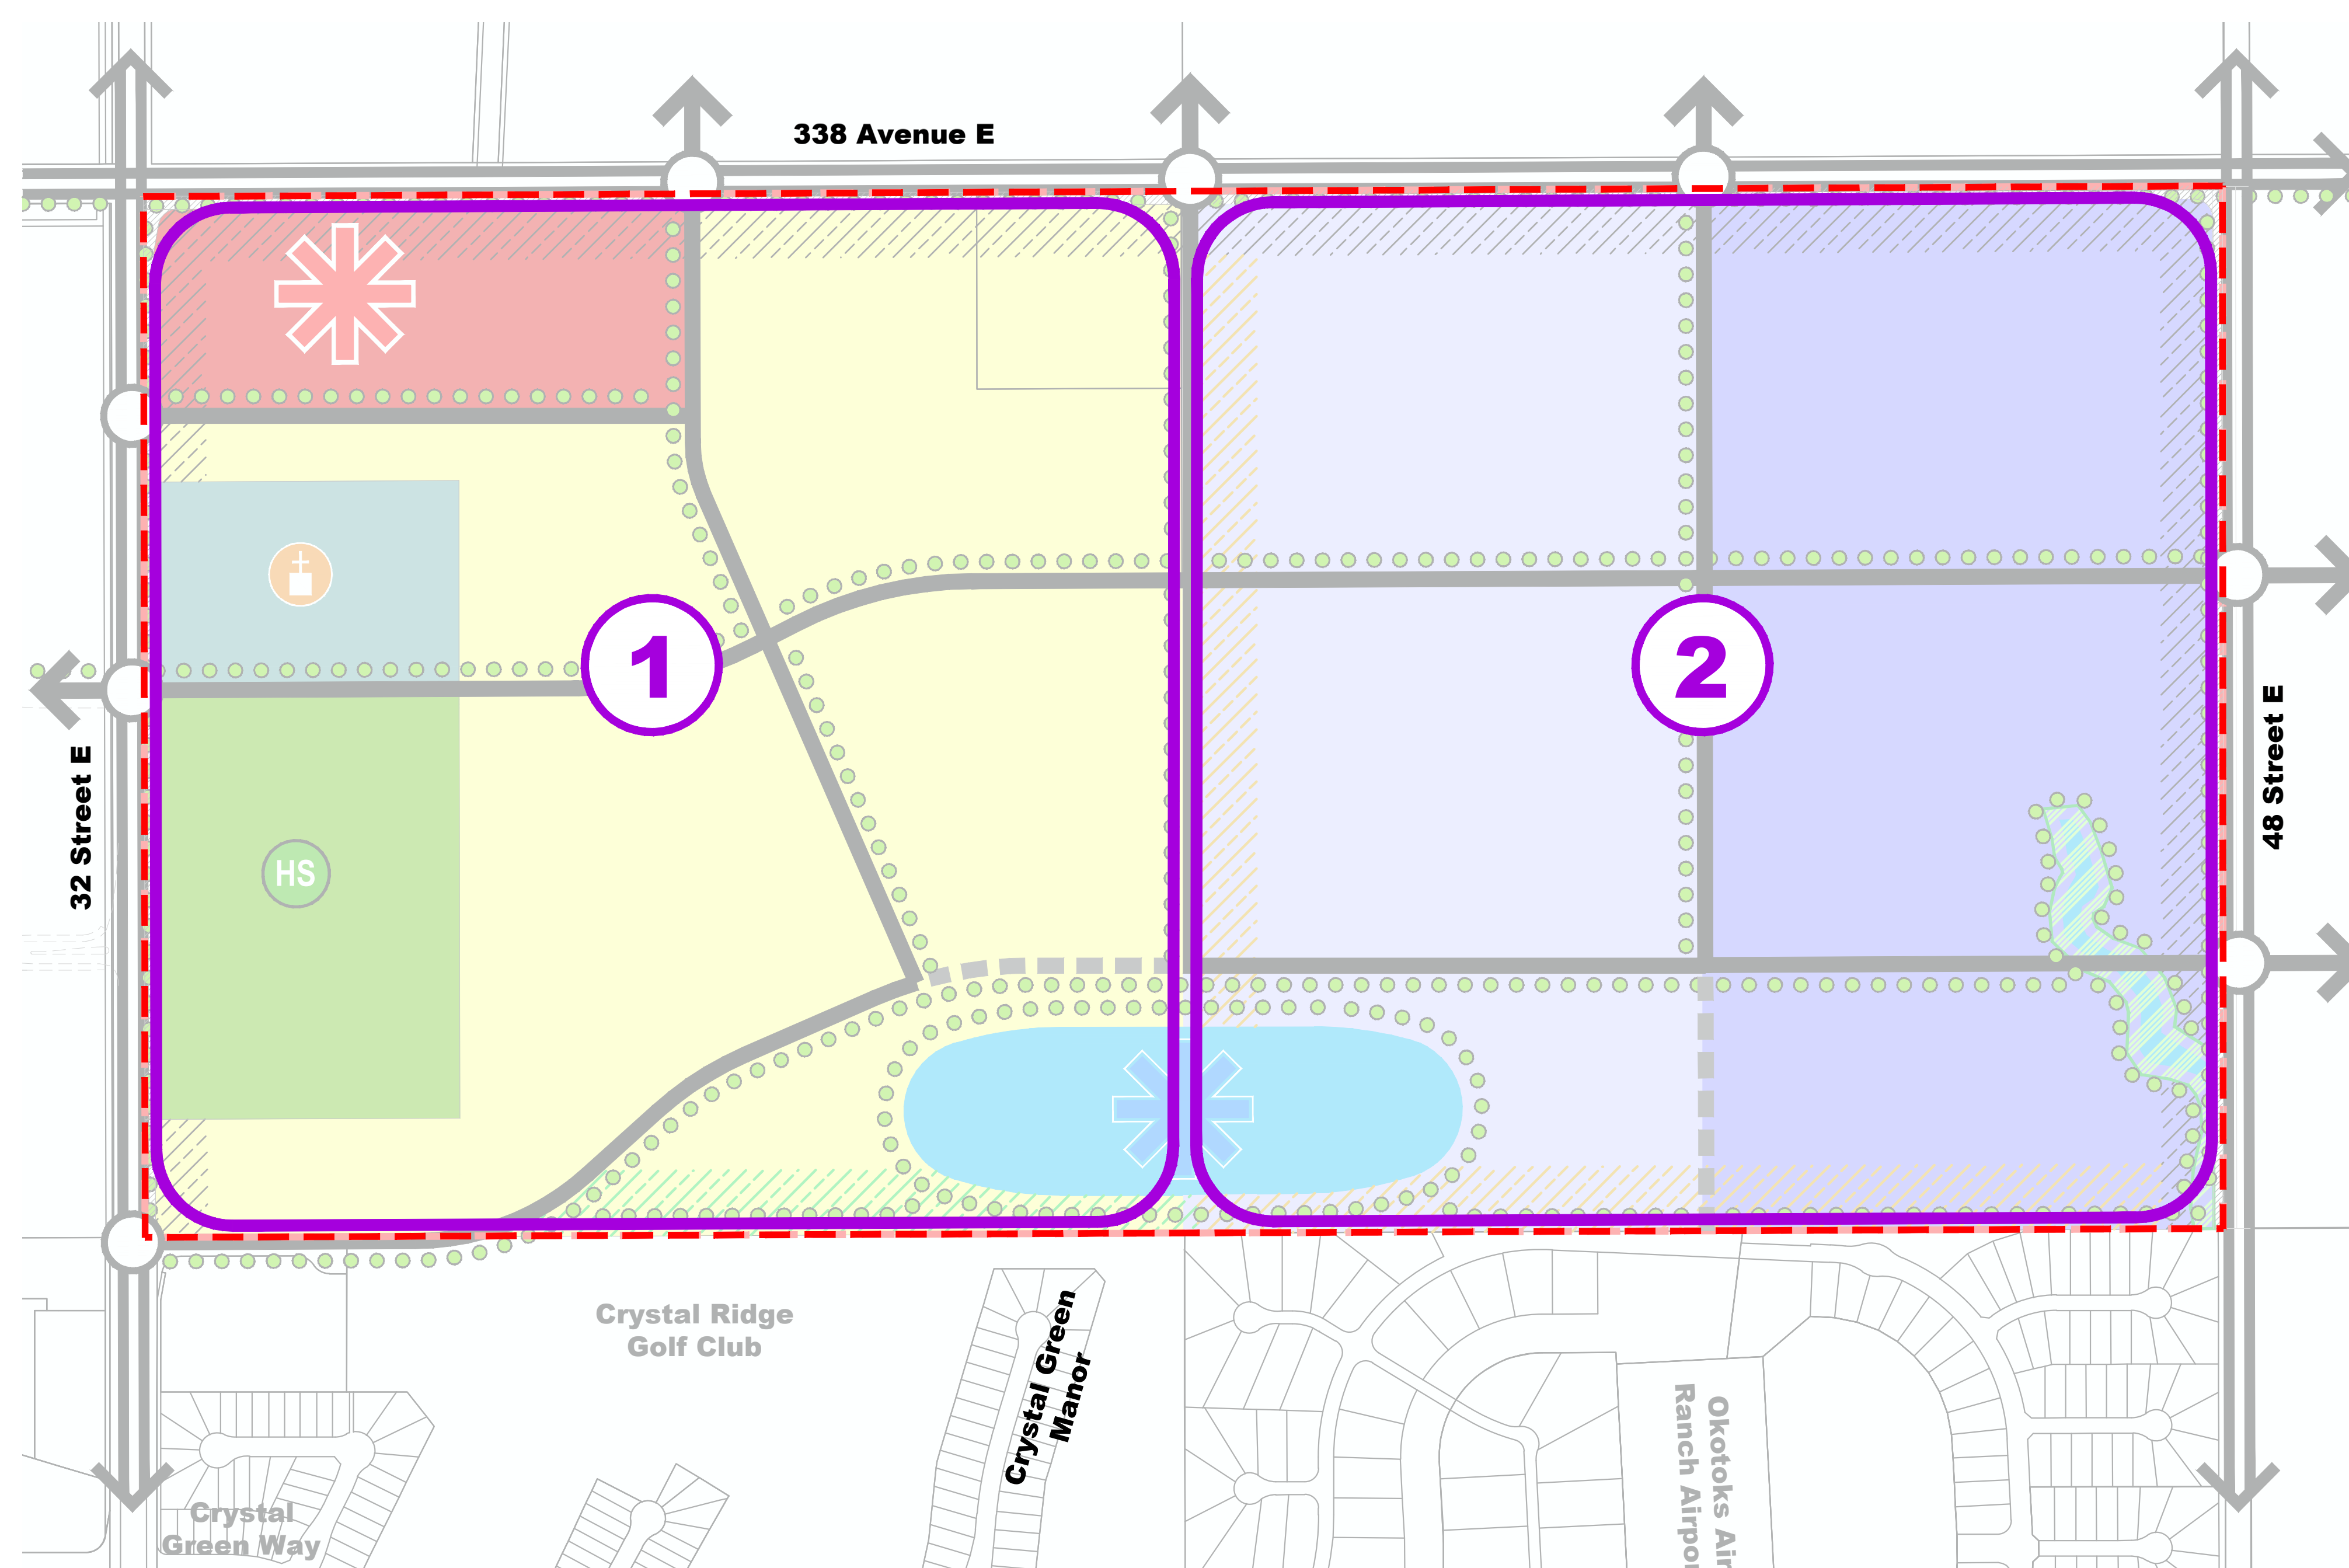 338 Avenue E
1
2
HS
32 Street E
48 Street E
Crystal Ridge
Golf Club
Crystal Green
Manor
Okotoks Air
Ranch Airpor
Crystal
Green Way